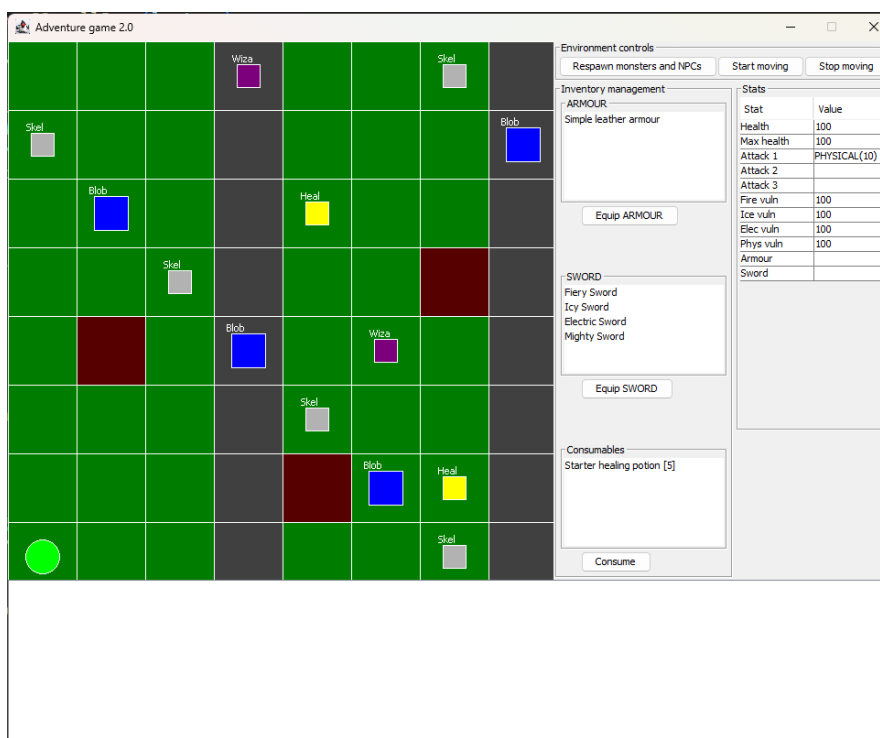 Adventure game 2.0
Environment controls
Respawn monsters and NPCs Start moving Stop moving
Inventory management
ARMOUR
Simple leather armour
Equip ARMOUR
SWORD
Fiery Sword
Icy Sword
Electric Sword
Mighty Sword
Equip SWORD
Consumables
Starter healing potion [5]
Consume
Stats
Stat Value
Health 100
Max health 100
Attack 1 PHYSICAL(10)
Attack 2
Attack 3
Fire vuln 100
Ice vuln 100
Elec vuln 100
Phys vuln 100
Armour
Sword
Wiza Skel
Skel Blob
Blob Heal
Skel
Blob Wiza
Skel
Blob Heal
Skel